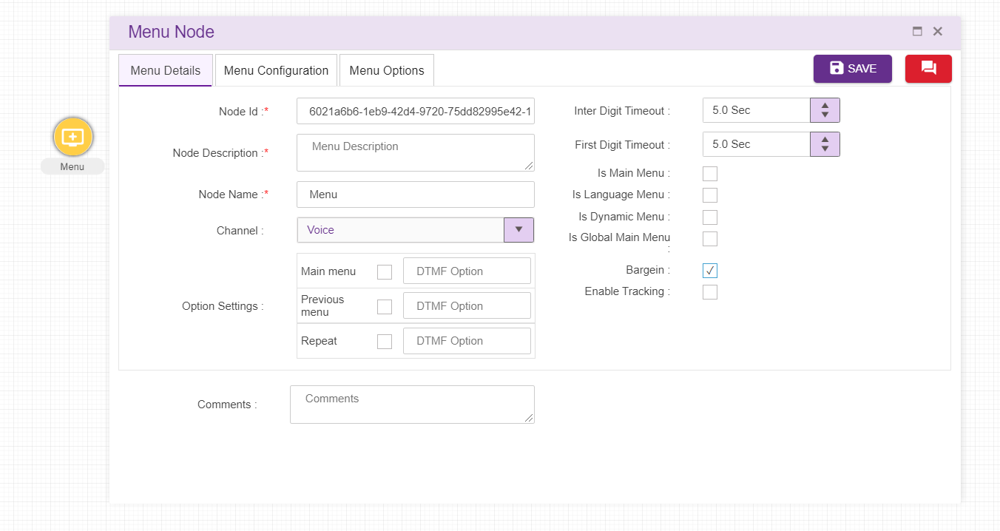 Menu Node
Menu Details
Menu Configuration
Menu Options
SAVE
Menu
Node Id :*
6021a6b6-1eb9-42d4-9720-75dd82995e42-1
Node Description :*
Menu Description
Node Name :*
Menu
Channel :
Voice
Option Settings :
Main menu
DTMF Option
Previous
menu
DTMF Option
Repeat
DTMF Option
Inter Digit Timeout :
5.0 Sec
First Digit Timeout :
5.0 Sec
Is Main Menu :
Is Language Menu :
Is Dynamic Menu :
Is Global Main Menu
:
Bargein :
Enable Tracking :
Comments :
Comments